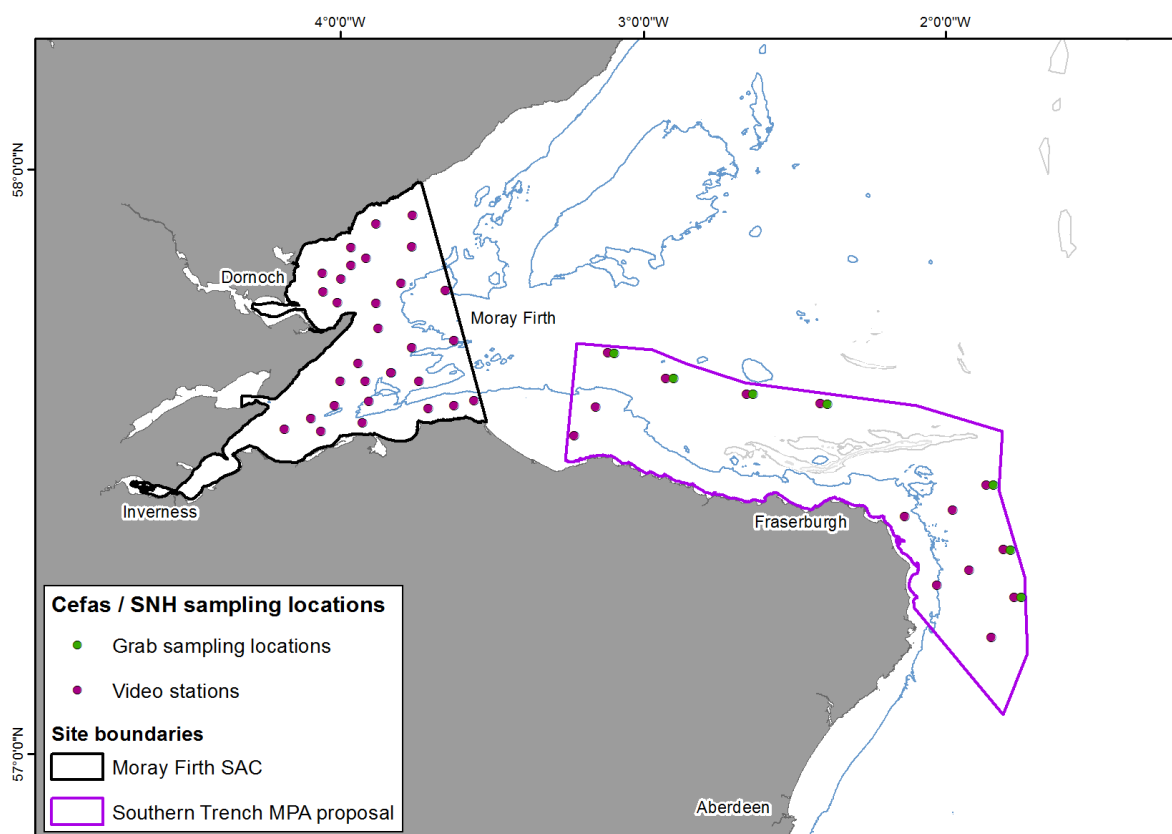 4°0'0"W
3°0'0"W
2°0'0"W
58°0'0"N
Dornoch
Moray Firth
Inverness
Fraserburgh
57°0'0"N
Aberdeen
Cefas / SNH sampling locations
Grab sampling locations
Video stations
Site boundaries
Moray Firth SAC
Southern Trench MPA proposal